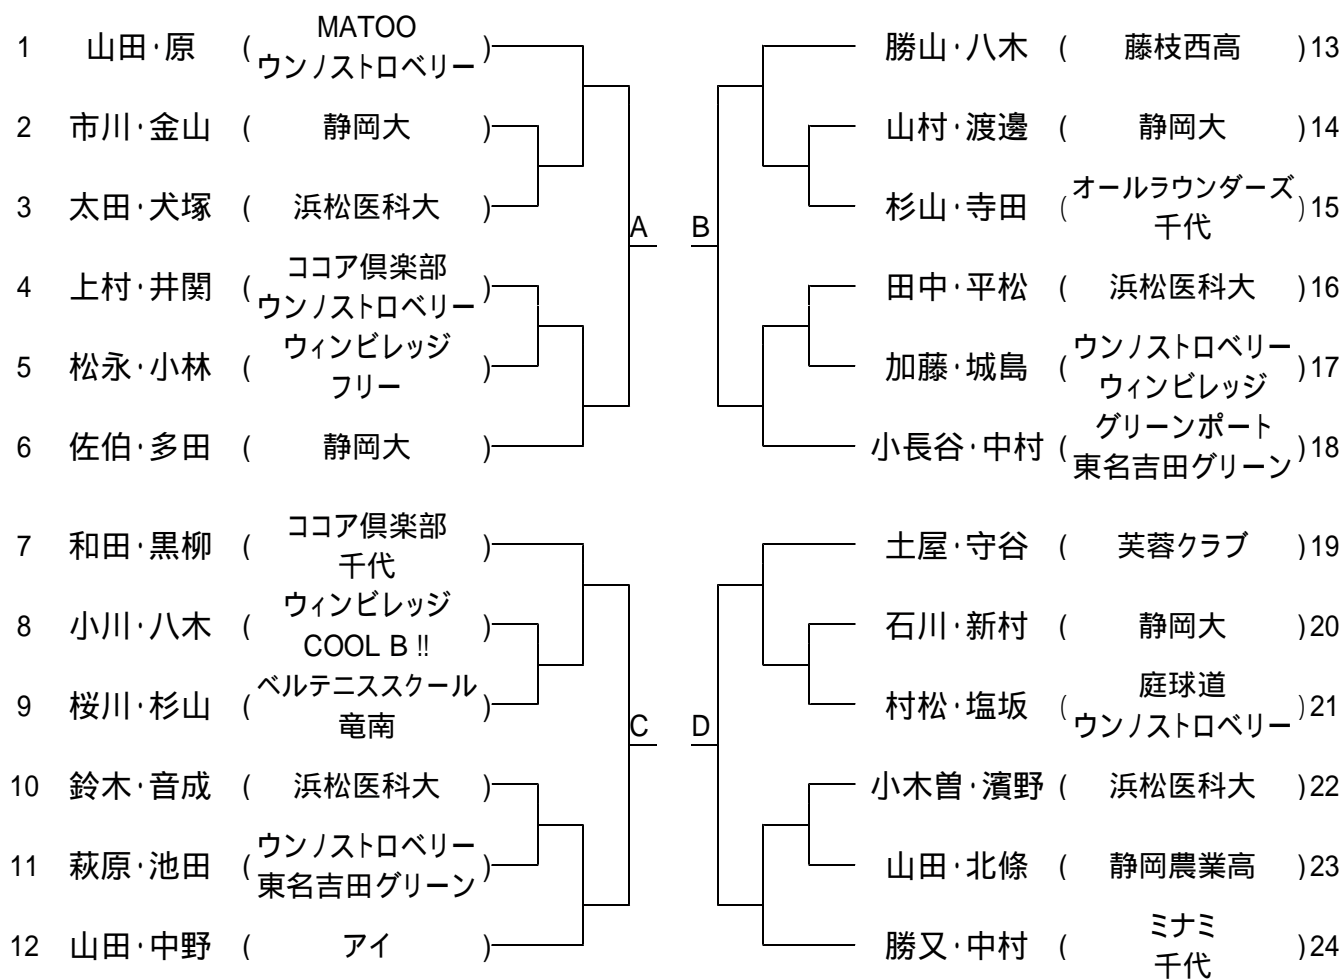 1 山田・原 ( MATOO
ウンノストロベリー )
2 市川・金山 ( 静岡大 )
3 太田・犬塚 ( 浜松医科大 )
A
4 上村・井関 ( ココア倶楽部
ウンノストロベリー )
5 松永・小林 ( ウィンビレッジ
フリー )
6 佐伯・多田 ( 静岡大 )
7 和田・黒柳 ( ココア倶楽部
千代 )
8 小川・八木 ( ウィンビレッジ
COOL B !! )
9 桜川・杉山 ( ベルテニススクール
竜南 )
C
10 鈴木・音成 ( 浜松医科大 )
11 萩原・池田 ( ウンノストロベリー
東名吉田グリーン )
12 山田・中野 ( アイ )
勝山・八木 ( 藤枝西高 ) 13
山村・渡邊 ( 静岡大 ) 14
杉山・寺田 ( オールラウンダーズ
千代 ) 15
B
田中・平松 ( 浜松医科大 ) 16
加藤・城島 ( ウンノストロベリー
ウィンビレッジ ) 17
小長谷・中村 ( グリーンポート
東名吉田グリーン ) 18
土屋・守谷 ( 芙蓉クラブ ) 19
石川・新村 ( 静岡大 ) 20
村松・塩坂 ( 庭球道
ウンノストロベリー ) 21
D
小木曽・濱野 ( 浜松医科大 ) 22
山田・北條 ( 静岡農業高 ) 23
勝又・中村 ( ミナミ
千代 ) 24